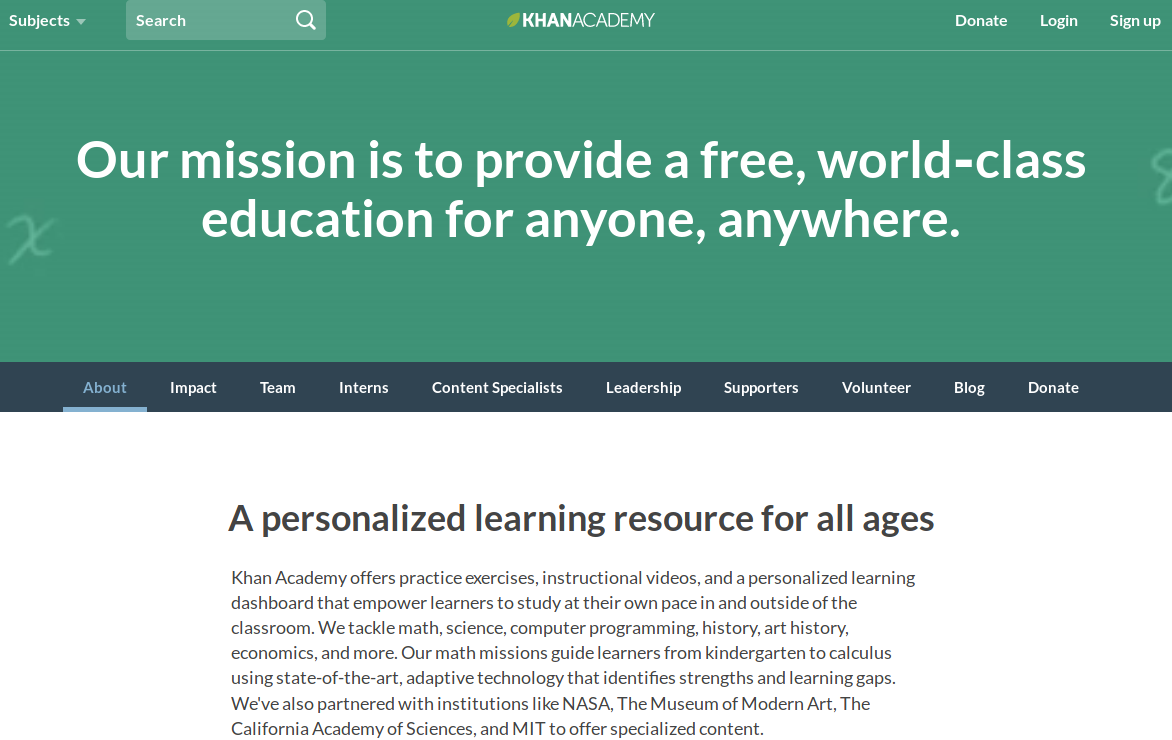 Subjects Search KHANACADEMY Donate Login Sign up
Our mission is to provide a free, world-class
education for anyone, anywhere.
x 8
About Impact Team Interns Content Specialists Leadership Supporters Volunteer Blog Donate
A personalized learning resource for all ages
Khan Academy offers practice exercises, instructional videos, and a personalized learning
dashboard that empower learners to study at their own pace in and outside of the
classroom. We tackle math, science, computer programming, history, art history,
economics, and more. Our math missions guide learners from kindergarten to calculus
using state-of-the-art, adaptive technology that identifies strengths and learning gaps.
We've also partnered with institutions like NASA, The Museum of Modern Art, The
California Academy of Sciences, and MIT to offer specialized content.